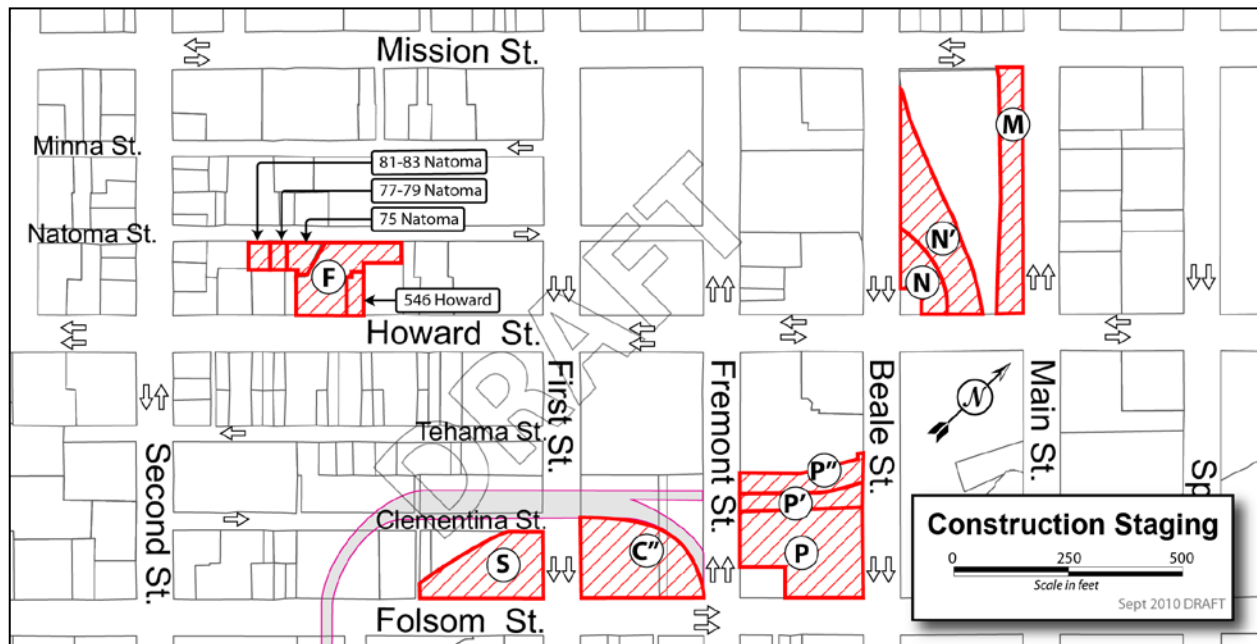 Mission St.
Minna St.
81-83 Natoma
77-79 Natoma
75 Natoma
Natoma St.
M
N'
N
F
546 Howard
Howard St.
DRAFT
First St.
Fremont St.
Beale St.
Main St.
Sp
N
Tehama St.
Second St.
Clementina St.
P"
P'
P
S
C"
Folsom St.
Construction Staging
0 250 500
Scale in feet
Sept 2010 DRAFT